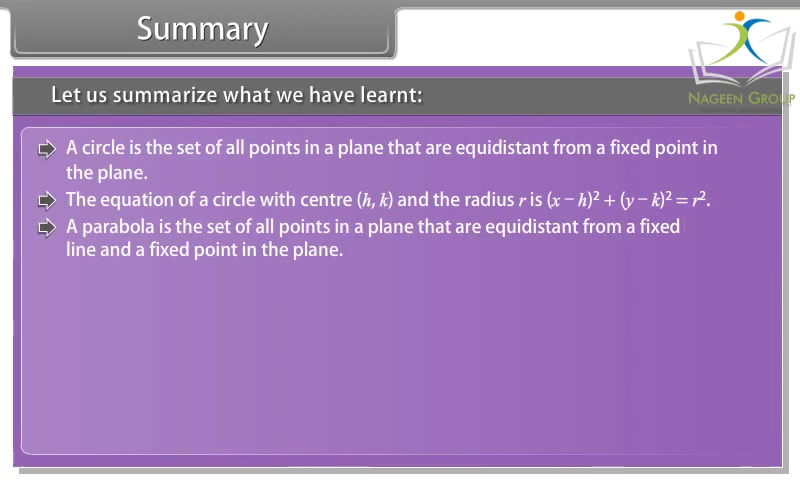 Summary
NAGEEN GROUP
Let us summarize what we have learnt:
A circle is the set of all points in a plane that are equidistant from a fixed point in
the plane.
The equation of a circle with centre (h, k) and the radius r is (x – h)² + (y – k)² = r².
A parabola is the set of all points in a plane that are equidistant from a fixed
line and a fixed point in the plane.